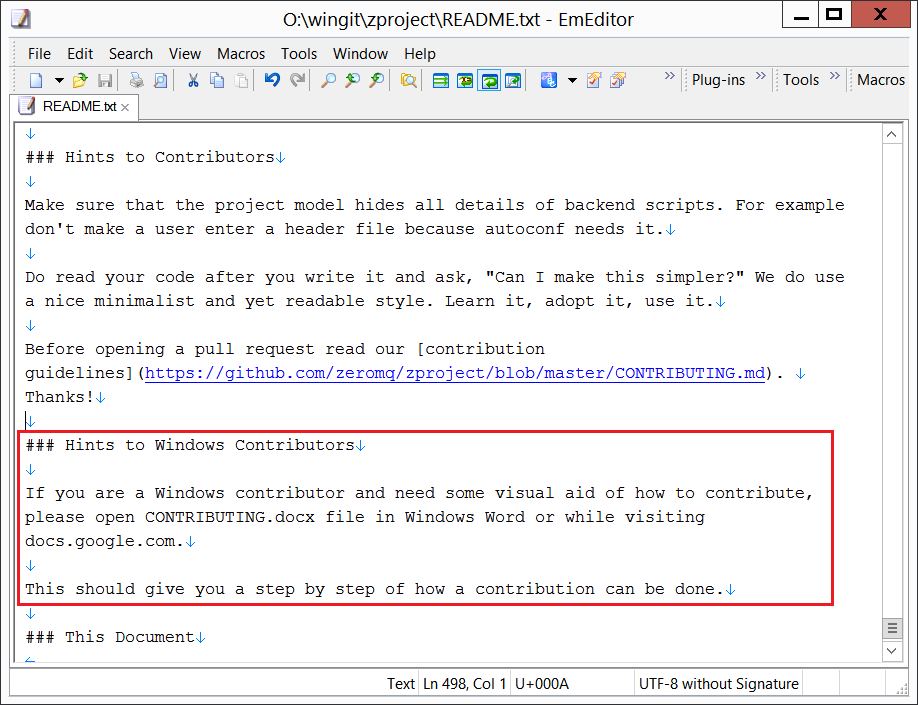 O:\wingit\zproject\README.txt - EmEditor
File Edit Search View Macros Tools Window Help
Plug-ins Tools Macros
README.txt
### Hints to Contributors
Make sure that the project model hides all details of backend scripts. For example
don't make a user enter a header file because autoconf needs it.
Do read your code after you write it and ask, "Can I make this simpler?" We do use
a nice minimalist and yet readable style. Learn it, adopt it, use it.
Before opening a pull request read our [contribution
guidelines](https://github.com/zeromq/zproject/blob/master/CONTRIBUTING.md).
Thanks!
### Hints to Windows Contributors
If you are a Windows contributor and need some visual aid of how to contribute,
please open CONTRIBUTING.docx file in Windows Word or while visiting
docs.google.com.
This should give you a step by step of how a contribution can be done.
### This Document
Text Ln 498, Col 1 U+000A UTF-8 without Signature